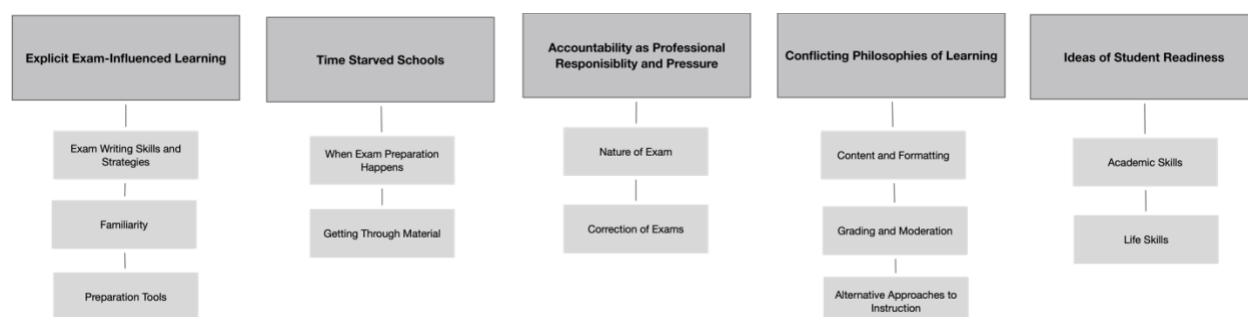 Explicit Exam-Influenced Learning
Exam Writing Skills and
Strategies
Familiarity
Preparation Tools
Time Starved Schools
When Exam Preparation
Happens
Getting Through Material
Accountability as Professional
Responisiblity and Pressure
Nature of Exam
Correction of Exams
Conflicting Philosophies of Learning
Content and Formatting
Grading and Moderation
Alternative Approaches to
Instruction
Ideas of Student Readiness
Academic Skills
Life Skills